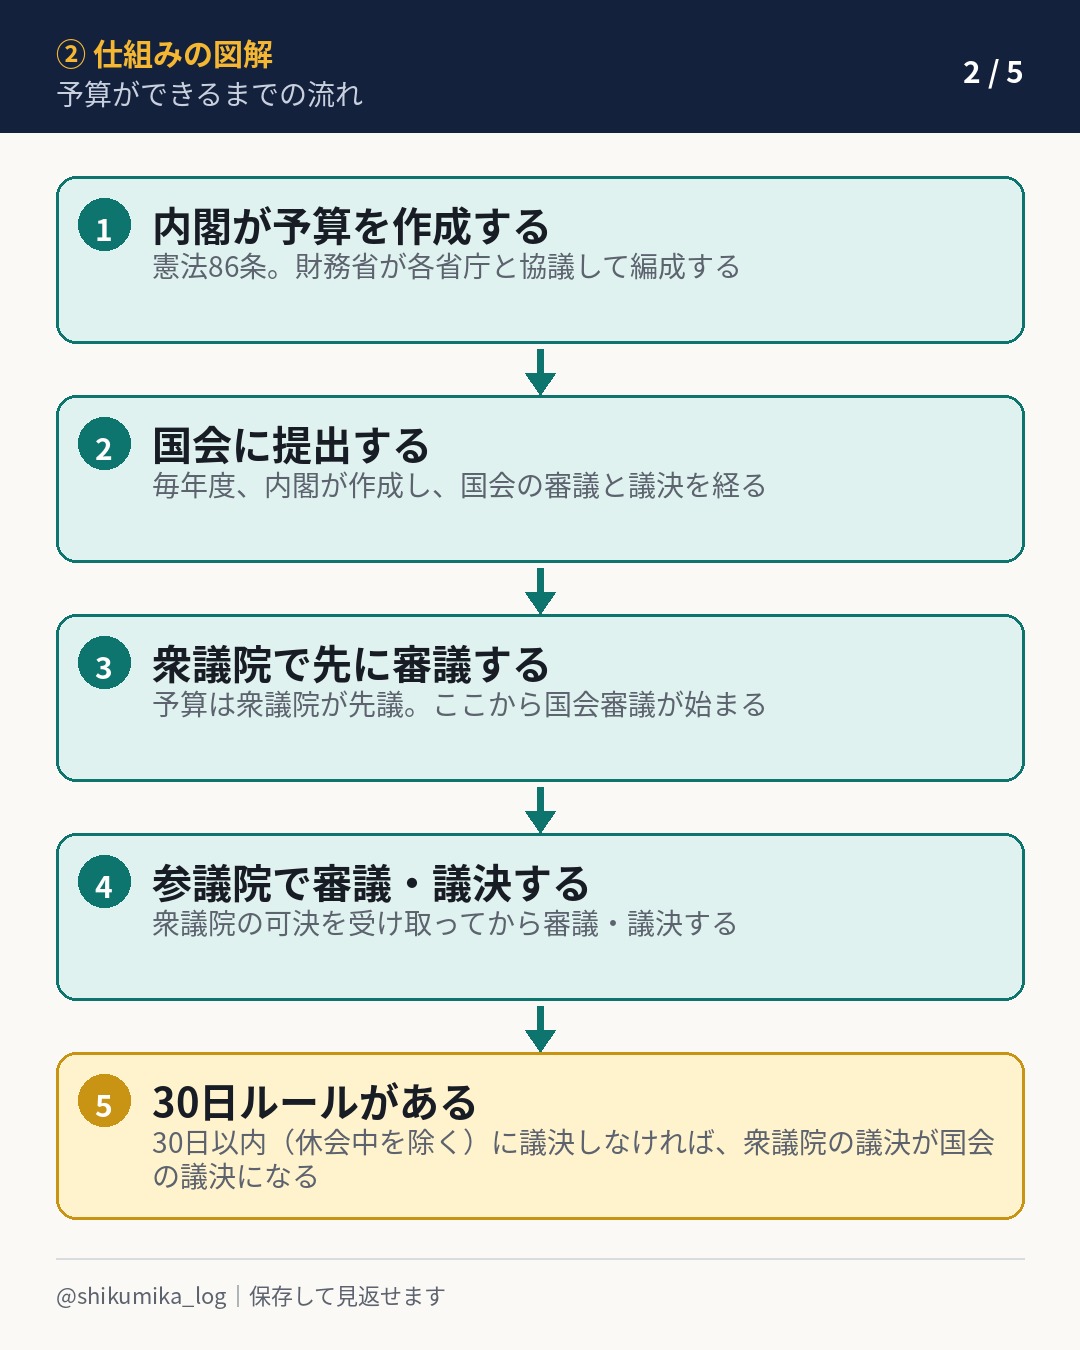 ② 仕組みの図解
予算ができるまでの流れ
2 / 5
1
内閣が予算を作成する
憲法86条。財務省が各省庁と協議して編成する
2
国会に提出する
毎年度、内閣が作成し、国会の審議と議決を経る
3
衆議院で先に審議する
予算は衆議院が先議。ここから国会審議が始まる
4
参議院で審議・議決する
衆議院の可決を受け取ってから審議・議決する
5
30日ルールがある
30日以内（休会中を除く）に議決しなければ、衆議院の議決が国会
の議決になる
@shikumika_log｜保存して見返せます